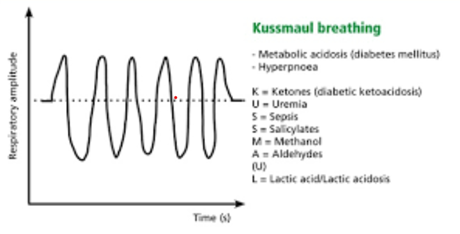 Kussmaul breathing
- Metabolic acidosis (diabetes mellitus)
- Hyperpnoea
K = Ketones (diabetic ketoacidosis)
U = Uremia
S = Sepsis
S = Salicylates
M = Methanol
A = Aldehydes
(U)
L = Lactic acid/Lactic acidosis
Respiratory amplitude
Time (s)